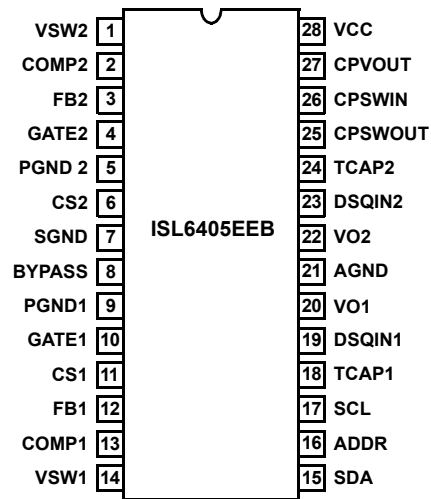 VSW2 1 28 VCC
COMP2 2 27 CPVOUT
FB2 3 26 CPSWIN
GATE2 4 25 CPSWOUT
PGND 2 5 24 TCAP2
CS2 6 23 DSQIN2
SGND 7 ISL6405EEB 22 VO2
BYPASS 8 21 AGND
PGND1 9 20 VO1
GATE1 10 19 DSQIN1
CS1 11 18 TCAP1
FB1 12 17 SCL
COMP1 13 16 ADDR
VSW1 14 15 SDA